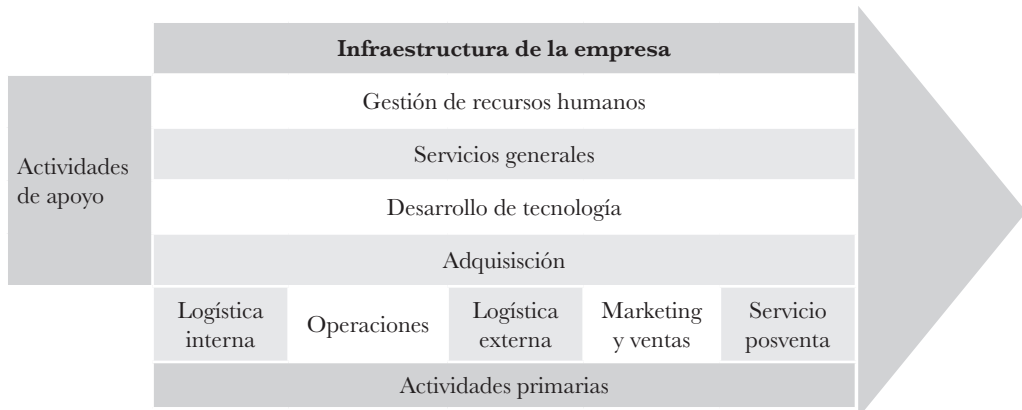 Infraestructura de la empresa
Gestión de recursos humanos
Servicios generales
Actividades
de apoyo
Desarrollo de tecnología
Adquisisción
Logística
interna
Operaciones
Logística
externa
Marketing
y ventas
Servicio
posventa
Actividades primarias